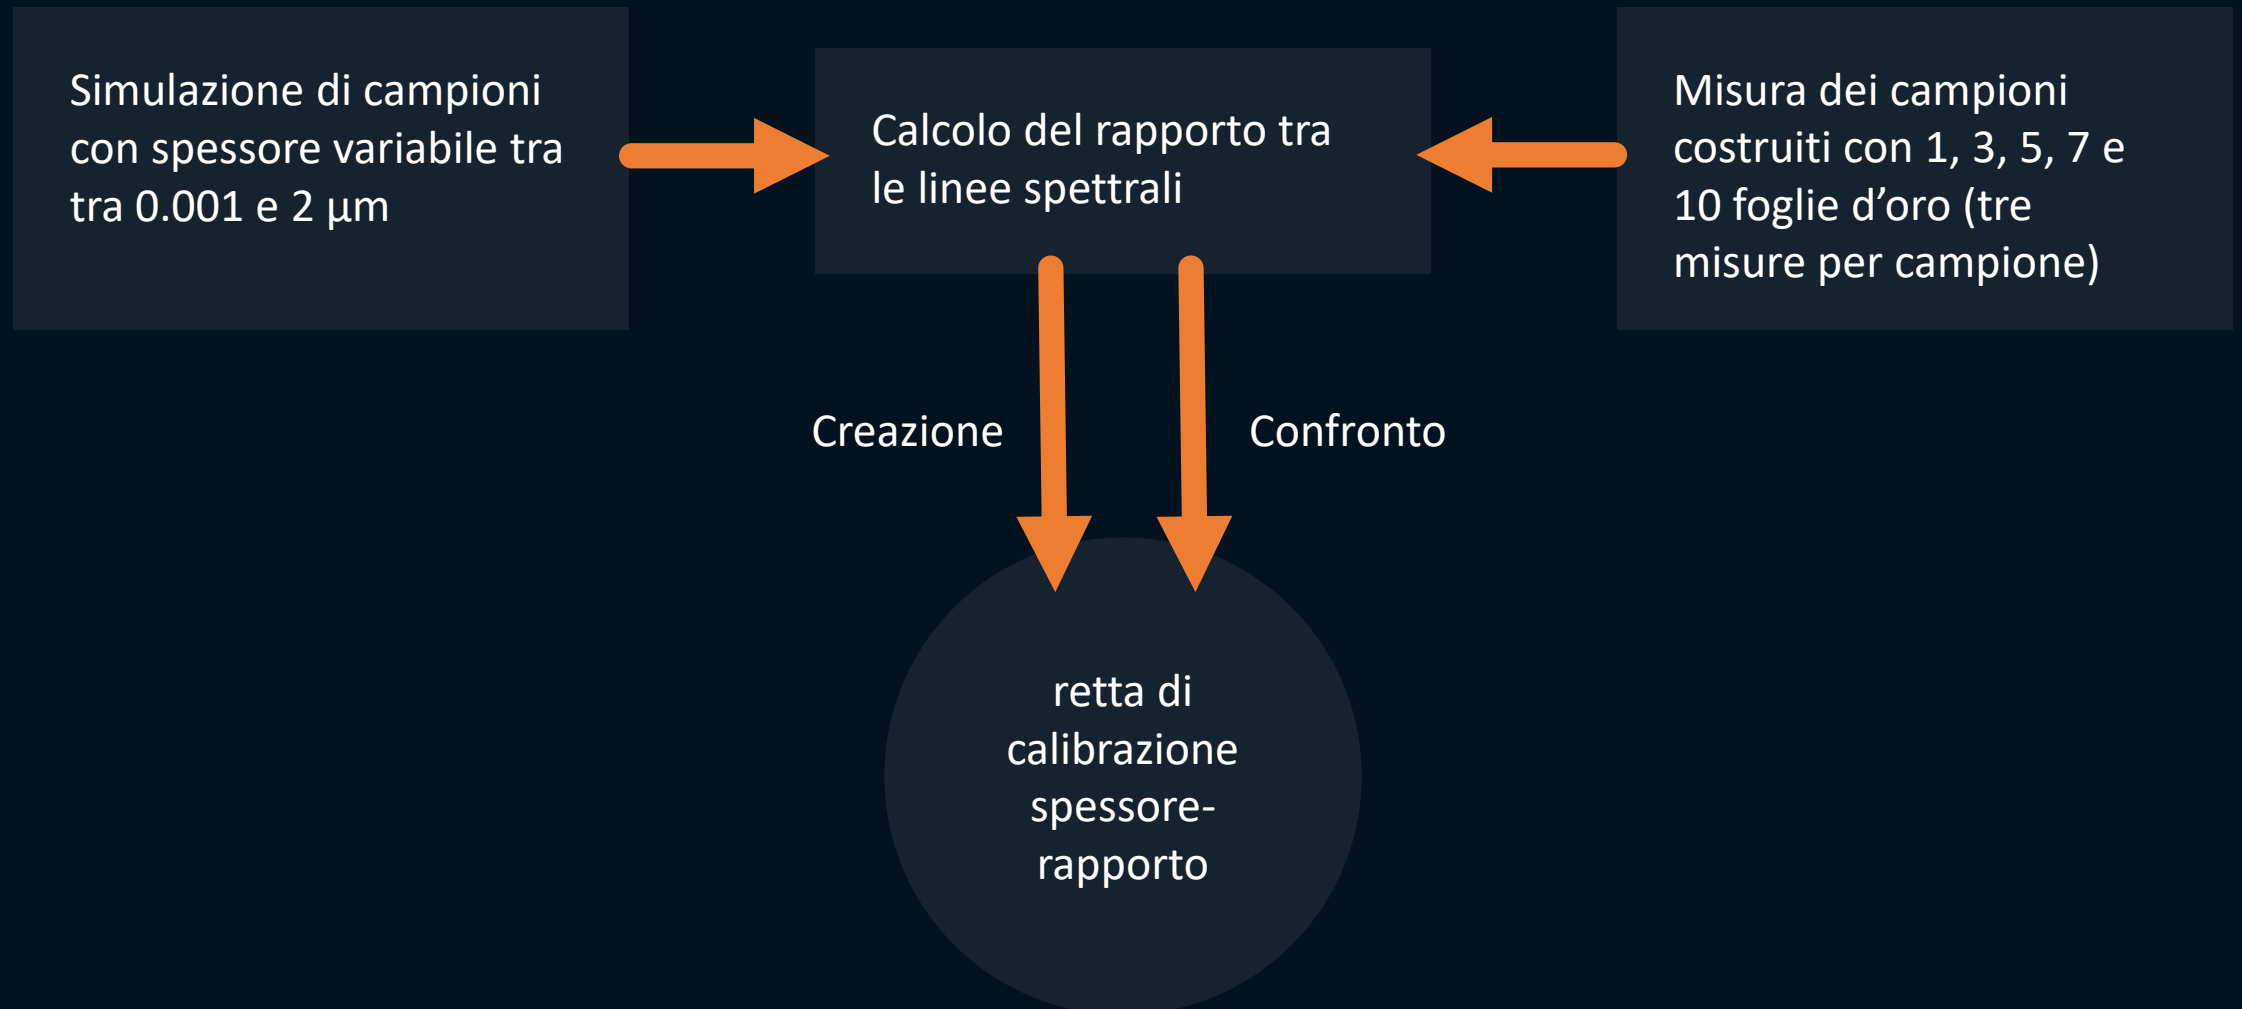 Simulazione di campioni
con spessore variabile tra
tra 0.001 e 2 µm
Calcolo del rapporto tra
le linee spettrali
Misura dei campioni
costruiti con 1, 3, 5, 7 e
10 foglie d’oro (tre
misure per campione)
Creazione
Confronto
retta di
calibrazione
spessore-
rapporto